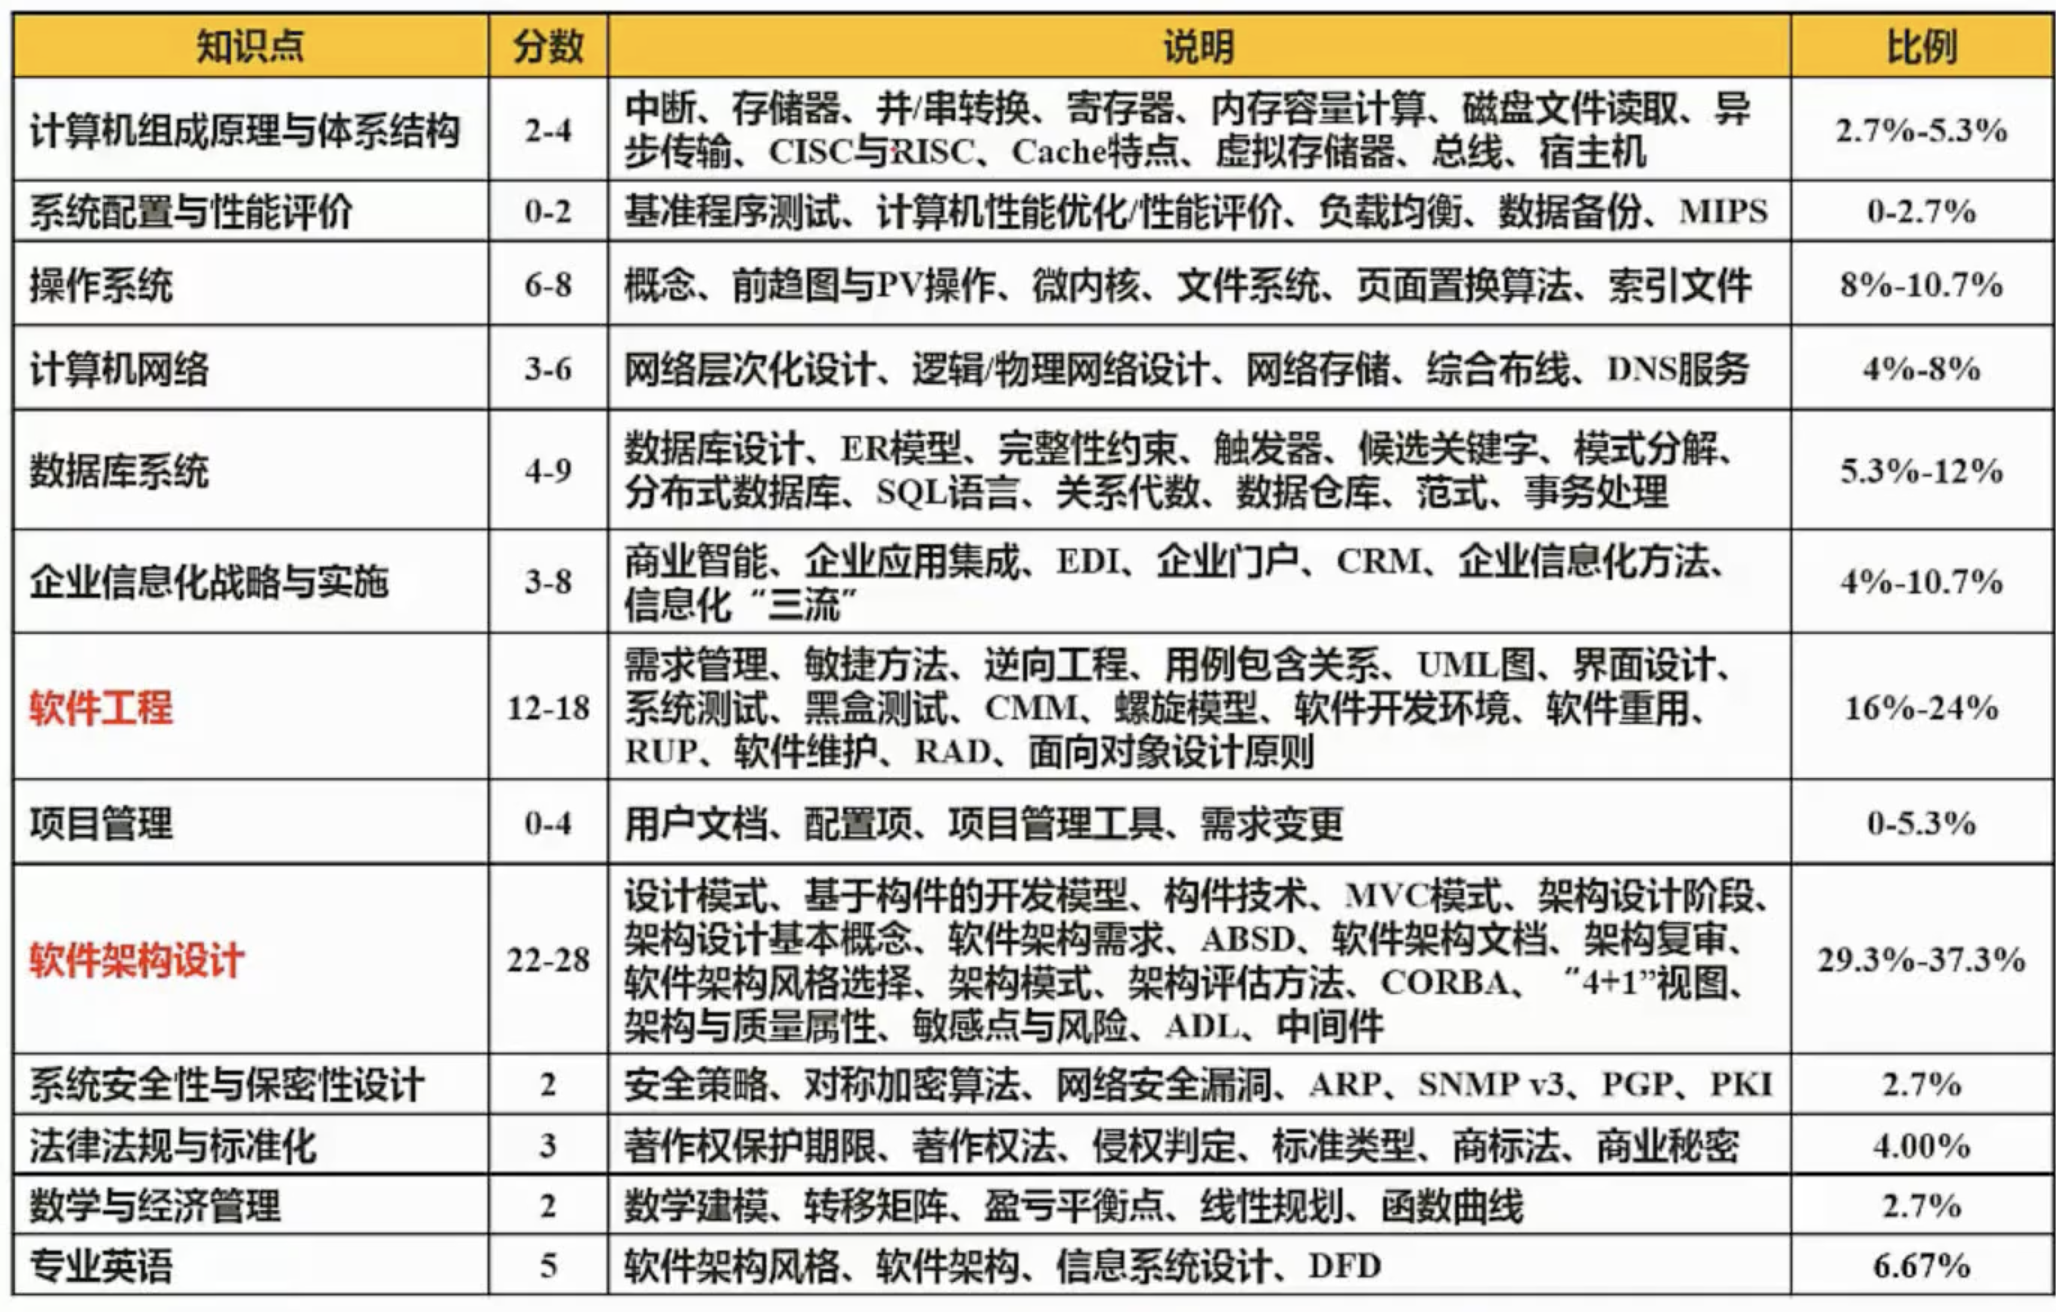 知识点 分数 说明 比例
计算机组成原理与体系结构 2-4 中断、存储器、并/串转换、寄存器、内存容量计算、磁盘文件读取、异 2.7%-5.3%
步传输、CISC与RISC、Cache特点、虚拟存储器、总线、宿主机
系统配置与性能评价 0-2 基准程序测试、计算机性能优化/性能评价、负载均衡、数据备份、MIPS 0-2.7%
操作系统 6-8 概念、前趋图与PV操作、微内核、文件系统、页面置换算法、索引文件 8%-10.7%
计算机网络 3-6 网络层次化设计、逻辑/物理网络设计、网络存储、综合布线、DNS服务 4%-8%
数据库系统 4-9 数据库设计、ER模型、完整性约束、触发器、候选关键字、模式分解、 5.3%-12%
分布式数据库、SQL语言、关系代数、数据仓库、范式、事务处理
企业信息化战略与实施 3-8 商业智能、企业应用集成、EDI、企业门户、CRM、企业信息化方法、 4%-10.7%
信息化“三流”
软件工程 12-18 需求管理、敏捷方法、逆向工程、用例包含关系、UML图、界面设计、 16%-24%
系统测试、黑盒测试、CMM、螺旋模型、软件开发环境、软件重用、
RUP、软件维护、RAD、面向对象设计原则
项目管理 0-4 用户文档、配置项、项目管理工具、需求变更 0-5.3%
软件架构设计 22-28 设计模式、基于构件的开发模型、构件技术、MVC模式、架构设计阶段、 29.3%-37.3%
架构设计基本概念、软件架构需求、ABSD、软件架构文档、架构复审、
软件架构风格选择、架构模式、架构评估方法、CORBA、“4+1”视图、
架构与质量属性、敏感点与风险、ADL、中间件
系统安全性与保密性设计 2 安全策略、对称加密算法、网络安全漏洞、ARP、SNMP v3、PGP、PKI 2.7%
法律法规与标准化 3 著作权保护期限、著作权法、侵权判定、标准类型、商标法、商业秘密 4.00%
数学与经济管理 2 数学建模、转移矩阵、盈亏平衡点、线性规划、函数曲线 2.7%
专业英语 5 软件架构风格、软件架构、信息系统设计、DFD 6.67%